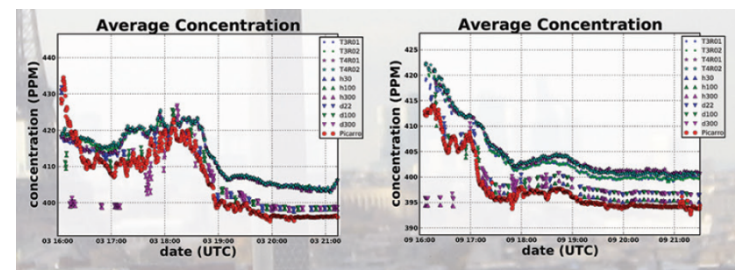 Average Concentration
concentration (PPM)
440
430
420
410
400
03 16:00
03 17:00
03 18:00
03 19:00
03 20:00
03 21:00
date (UTC)
T3R01
T3R02
T4R01
T4R02
h30
h100
h300
d22
d100
d300
Picarro
Average Concentration
concentration (PPM)
425
420
415
410
405
400
395
390
09 16:00
09 17:00
09 18:00
09 19:00
09 20:00
09 21:00
date (UTC)
T3R01
T3R02
T4R01
T4R02
h30
h100
h300
d22
d100
d300
Picarro